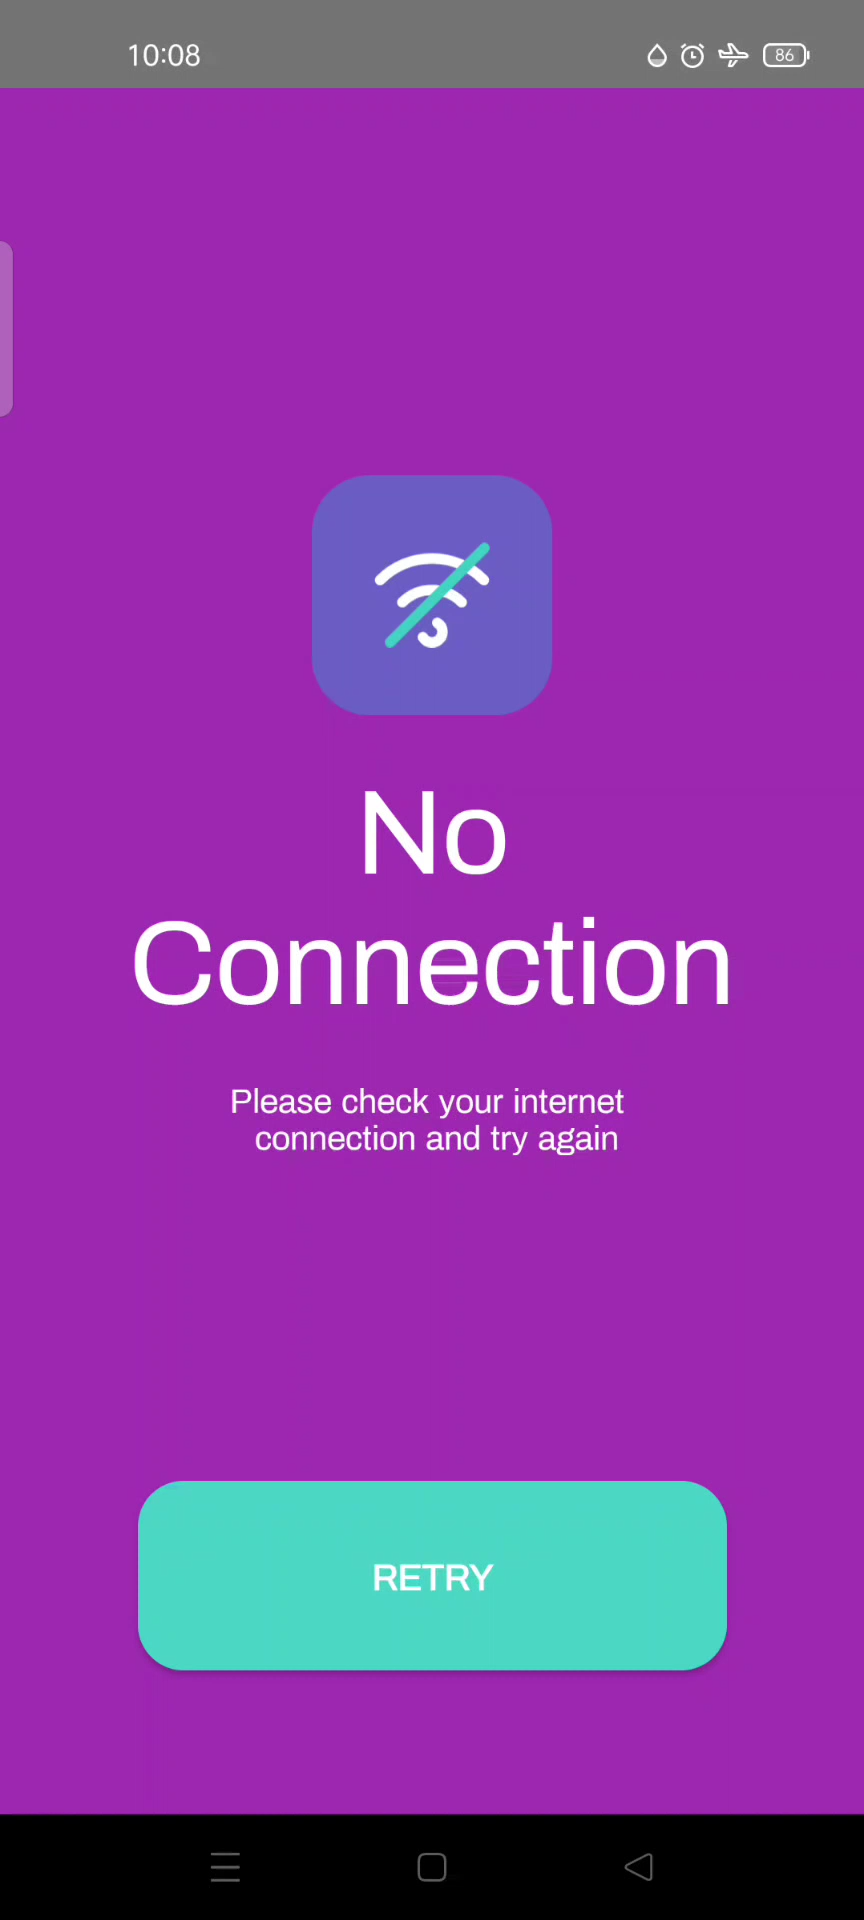 10:08
86
No
Connection
Please check your internet
connection and try again
RETRY